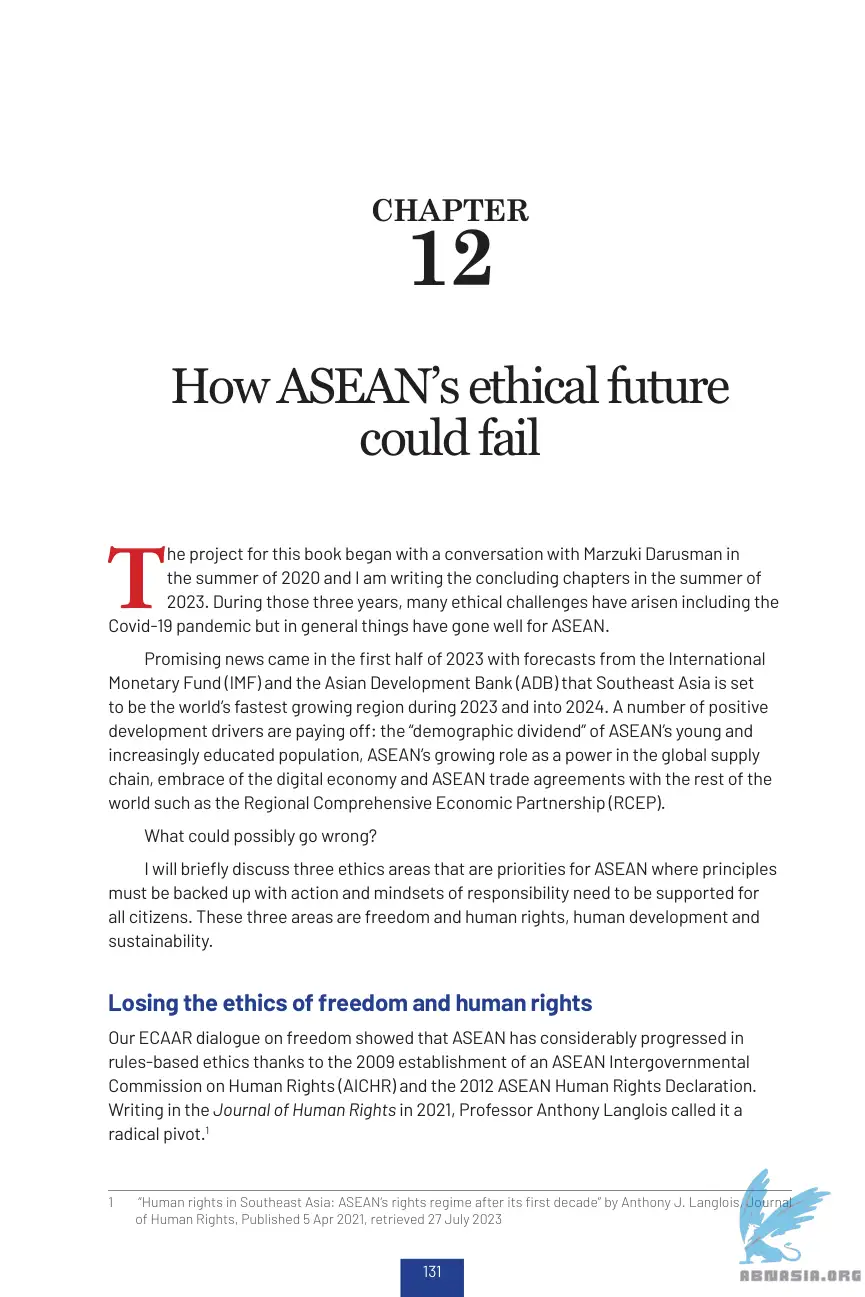 CHAPTER
12
How ASEAN’s ethical future
could fail
The project for this book began with a conversation with Marzuki Darusman in
the summer of 2020 and I am writing the concluding chapters in the summer of
2023. During those three years, many ethical challenges have arisen including the
Covid-19 pandemic but in general things have gone well for ASEAN.
Promising news came in the first half of 2023 with forecasts from the International
Monetary Fund (IMF) and the Asian Development Bank (ADB) that Southeast Asia is set
to be the world’s fastest growing region during 2023 and into 2024. A number of positive
development drivers are paying off: the “demographic dividend” of ASEAN’s young and
increasingly educated population, ASEAN’s growing role as a power in the global supply
chain, embrace of the digital economy and ASEAN trade agreements with the rest of the
world such as the Regional Comprehensive Economic Partnership (RCEP).
What could possibly go wrong?
I will briefly discuss three ethics areas that are priorities for ASEAN where principles
must be backed up with action and mindsets of responsibility need to be supported for
all citizens. These three areas are freedom and human rights, human development and
sustainability.
Losing the ethics of freedom and human rights
Our ECAAR dialogue on freedom showed that ASEAN has considerably progressed in
rules-based ethics thanks to the 2009 establishment of an ASEAN Intergovernmental
Commission on Human Rights (AICHR) and the 2012 ASEAN Human Rights Declaration.
Writing in the Journal of Human Rights in 2021, Professor Anthony Langlois called it a
radical pivot.1
1 “Human rights in Southeast Asia: ASEAN’s rights regime after its first decade” by Anthony J. Langlois, Journal
of Human Rights, Published 5 Apr 2021, retrieved 27 July 2023
131
ABNASIA.ORG